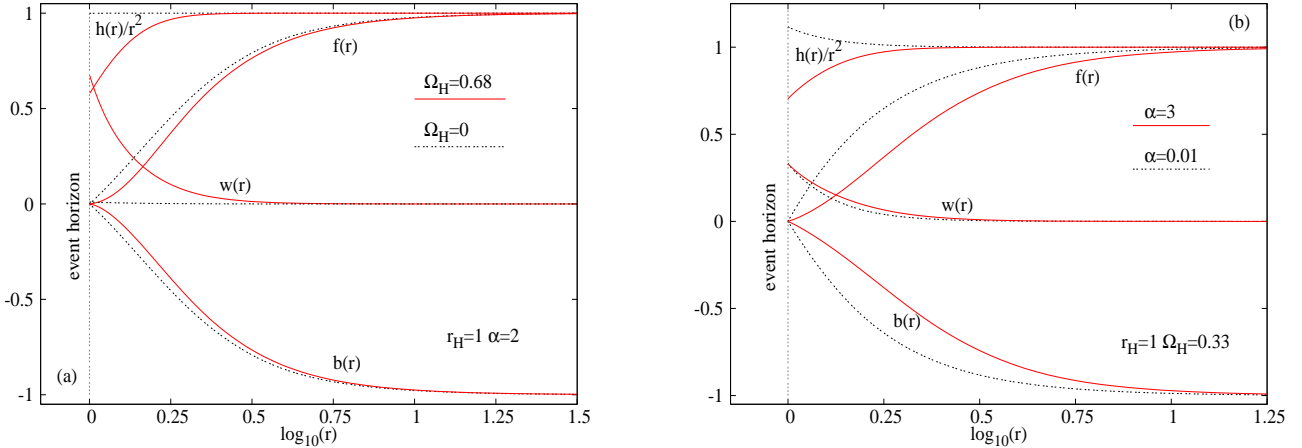 h(r)/r²
f(r)
Ω_H=0.68
Ω_H=0
w(r)
event horizon
b(r)
r_H=1 α=2
(a)
1
0.5
0
-0.5
-1
0
0.25
0.5
0.75
1
1.25
1.5
log₁₀(r)
(b)
h(r)/r²
f(r)
α=3
α=0.01
w(r)
event horizon
b(r)
r_H=1 Ω_H=0.33
1
0.5
0
-0.5
-1
0
0.25
0.5
0.75
1
1.25
log₁₀(r)